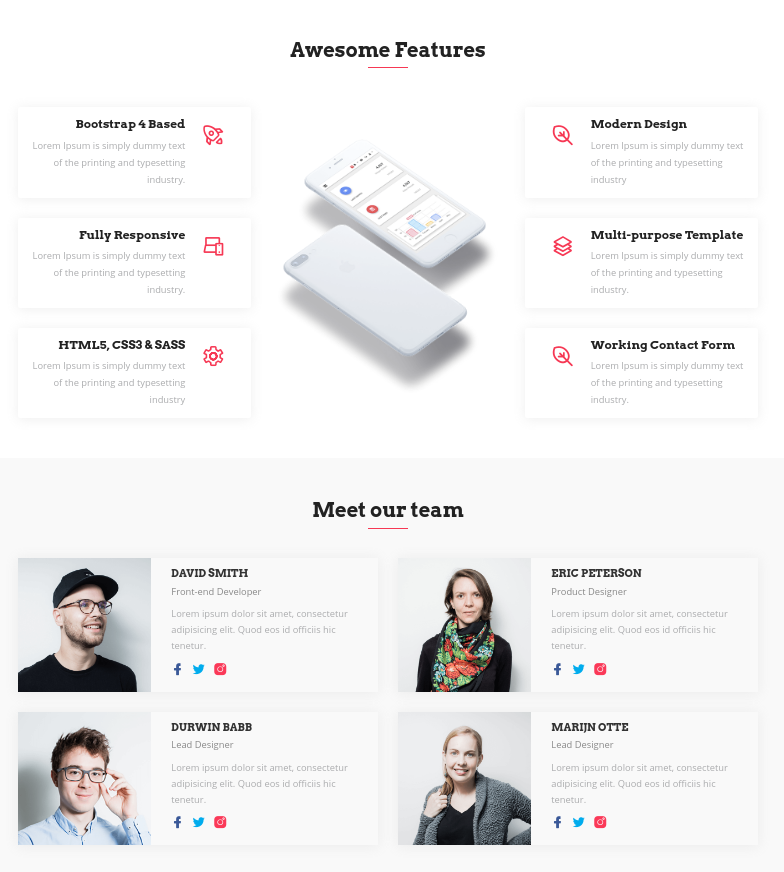 Awesome Features
Bootstrap 4 Based
Lorem Ipsum is simply dummy text
of the printing and typesetting
industry.
Modern Design
Lorem Ipsum is simply dummy text
of the printing and typesetting
industry
Fully Responsive
Lorem Ipsum is simply dummy text
of the printing and typesetting
industry.
Multi-purpose Template
Lorem Ipsum is simply dummy text
of the printing and typesetting
industry.
HTML5, CSS3 & SASS
Lorem Ipsum is simply dummy text
of the printing and typesetting
industry
Working Contact Form
Lorem Ipsum is simply dummy text
of the printing and typesetting
industry.
Meet our team
DAVID SMITH
Front-end Developer
Lorem ipsum dolor sit amet, consectetur
adipisicing elit. Quod eos id officiis hic
tenetur.
ERIC PETERSON
Product Designer
Lorem ipsum dolor sit amet, consectetur
adipisicing elit. Quod eos id officiis hic
tenetur.
DURWIN BABB
Lead Designer
Lorem ipsum dolor sit amet, consectetur
adipisicing elit. Quod eos id officiis hic
tenetur.
MARIJN OTTE
Lead Designer
Lorem ipsum dolor sit amet, consectetur
adipisicing elit. Quod eos id officiis hic
tenetur.